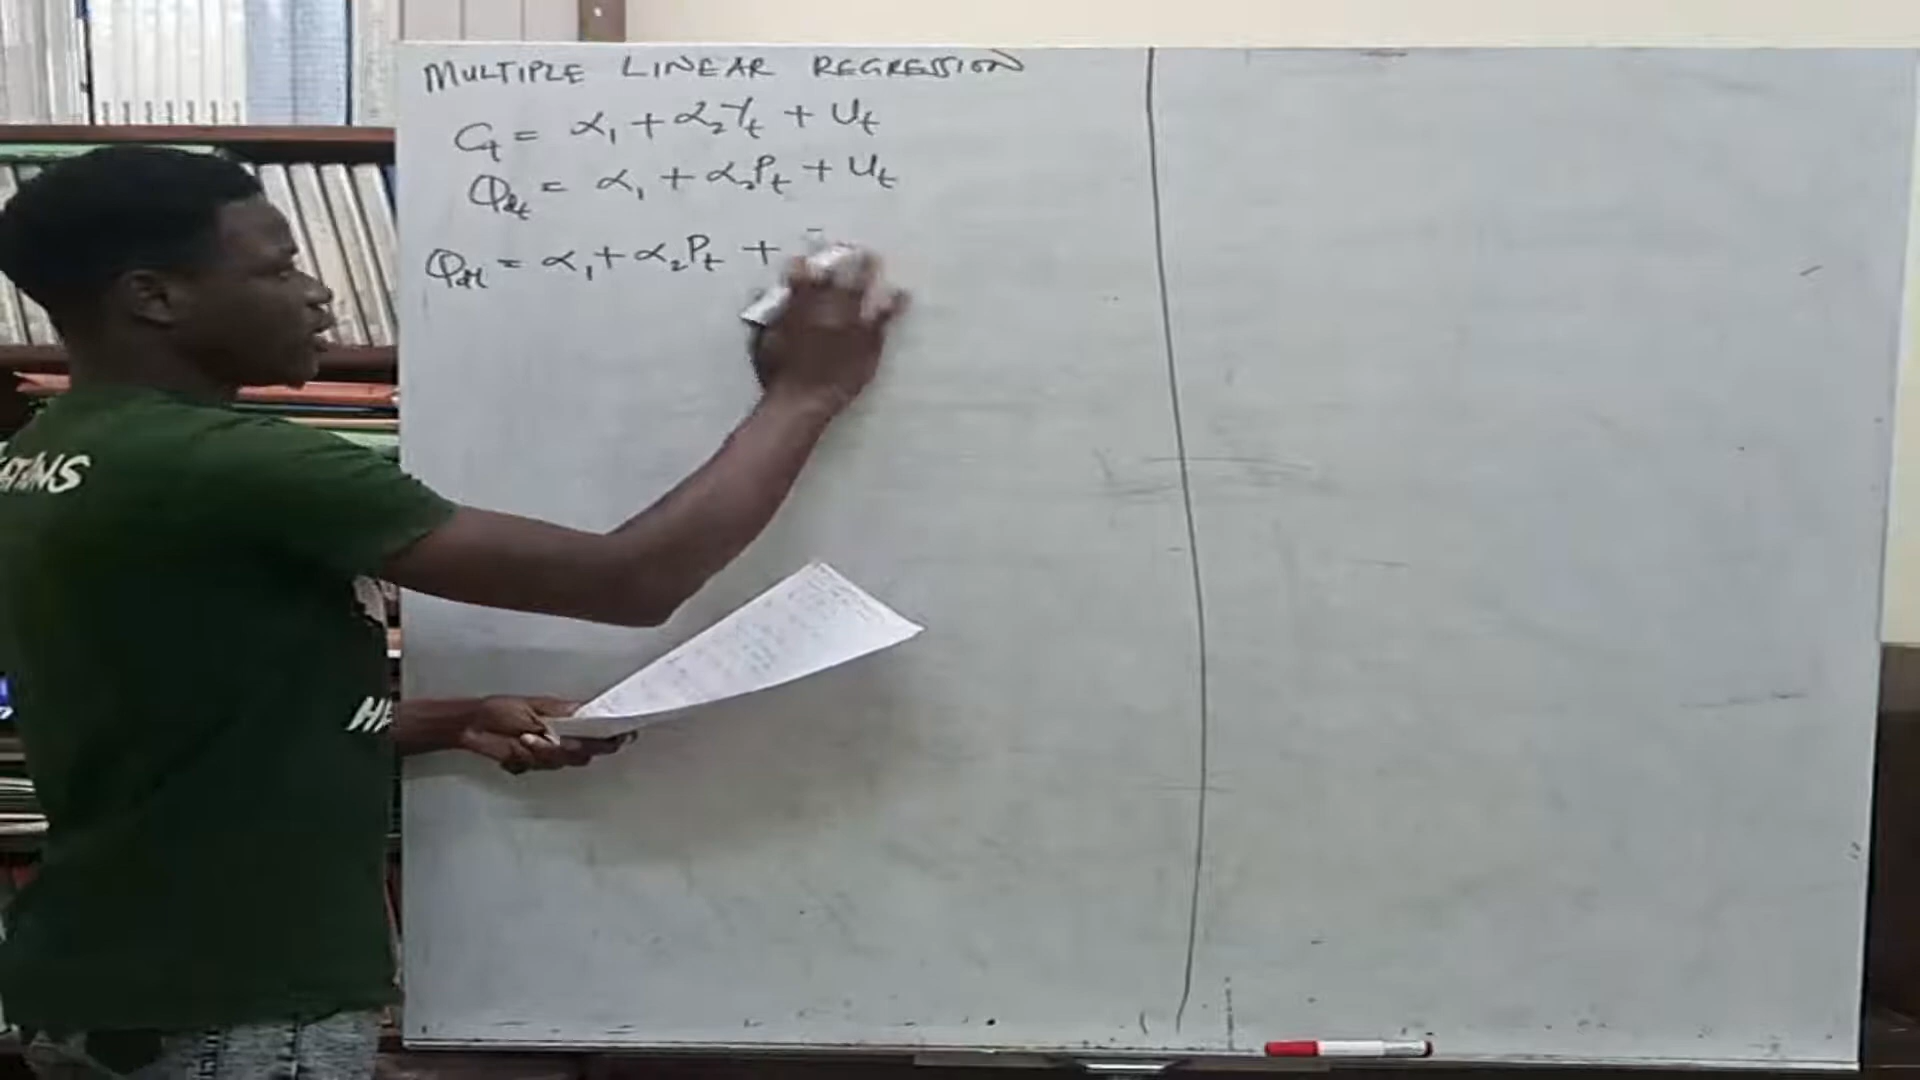 MULTIPLE LINEAR REGRESSION
Ct = α₁ + α₂Yt + Ut
Qdt = α₁ + α₂Pt + Ut
Qdt = α₁ + α₂Pt +